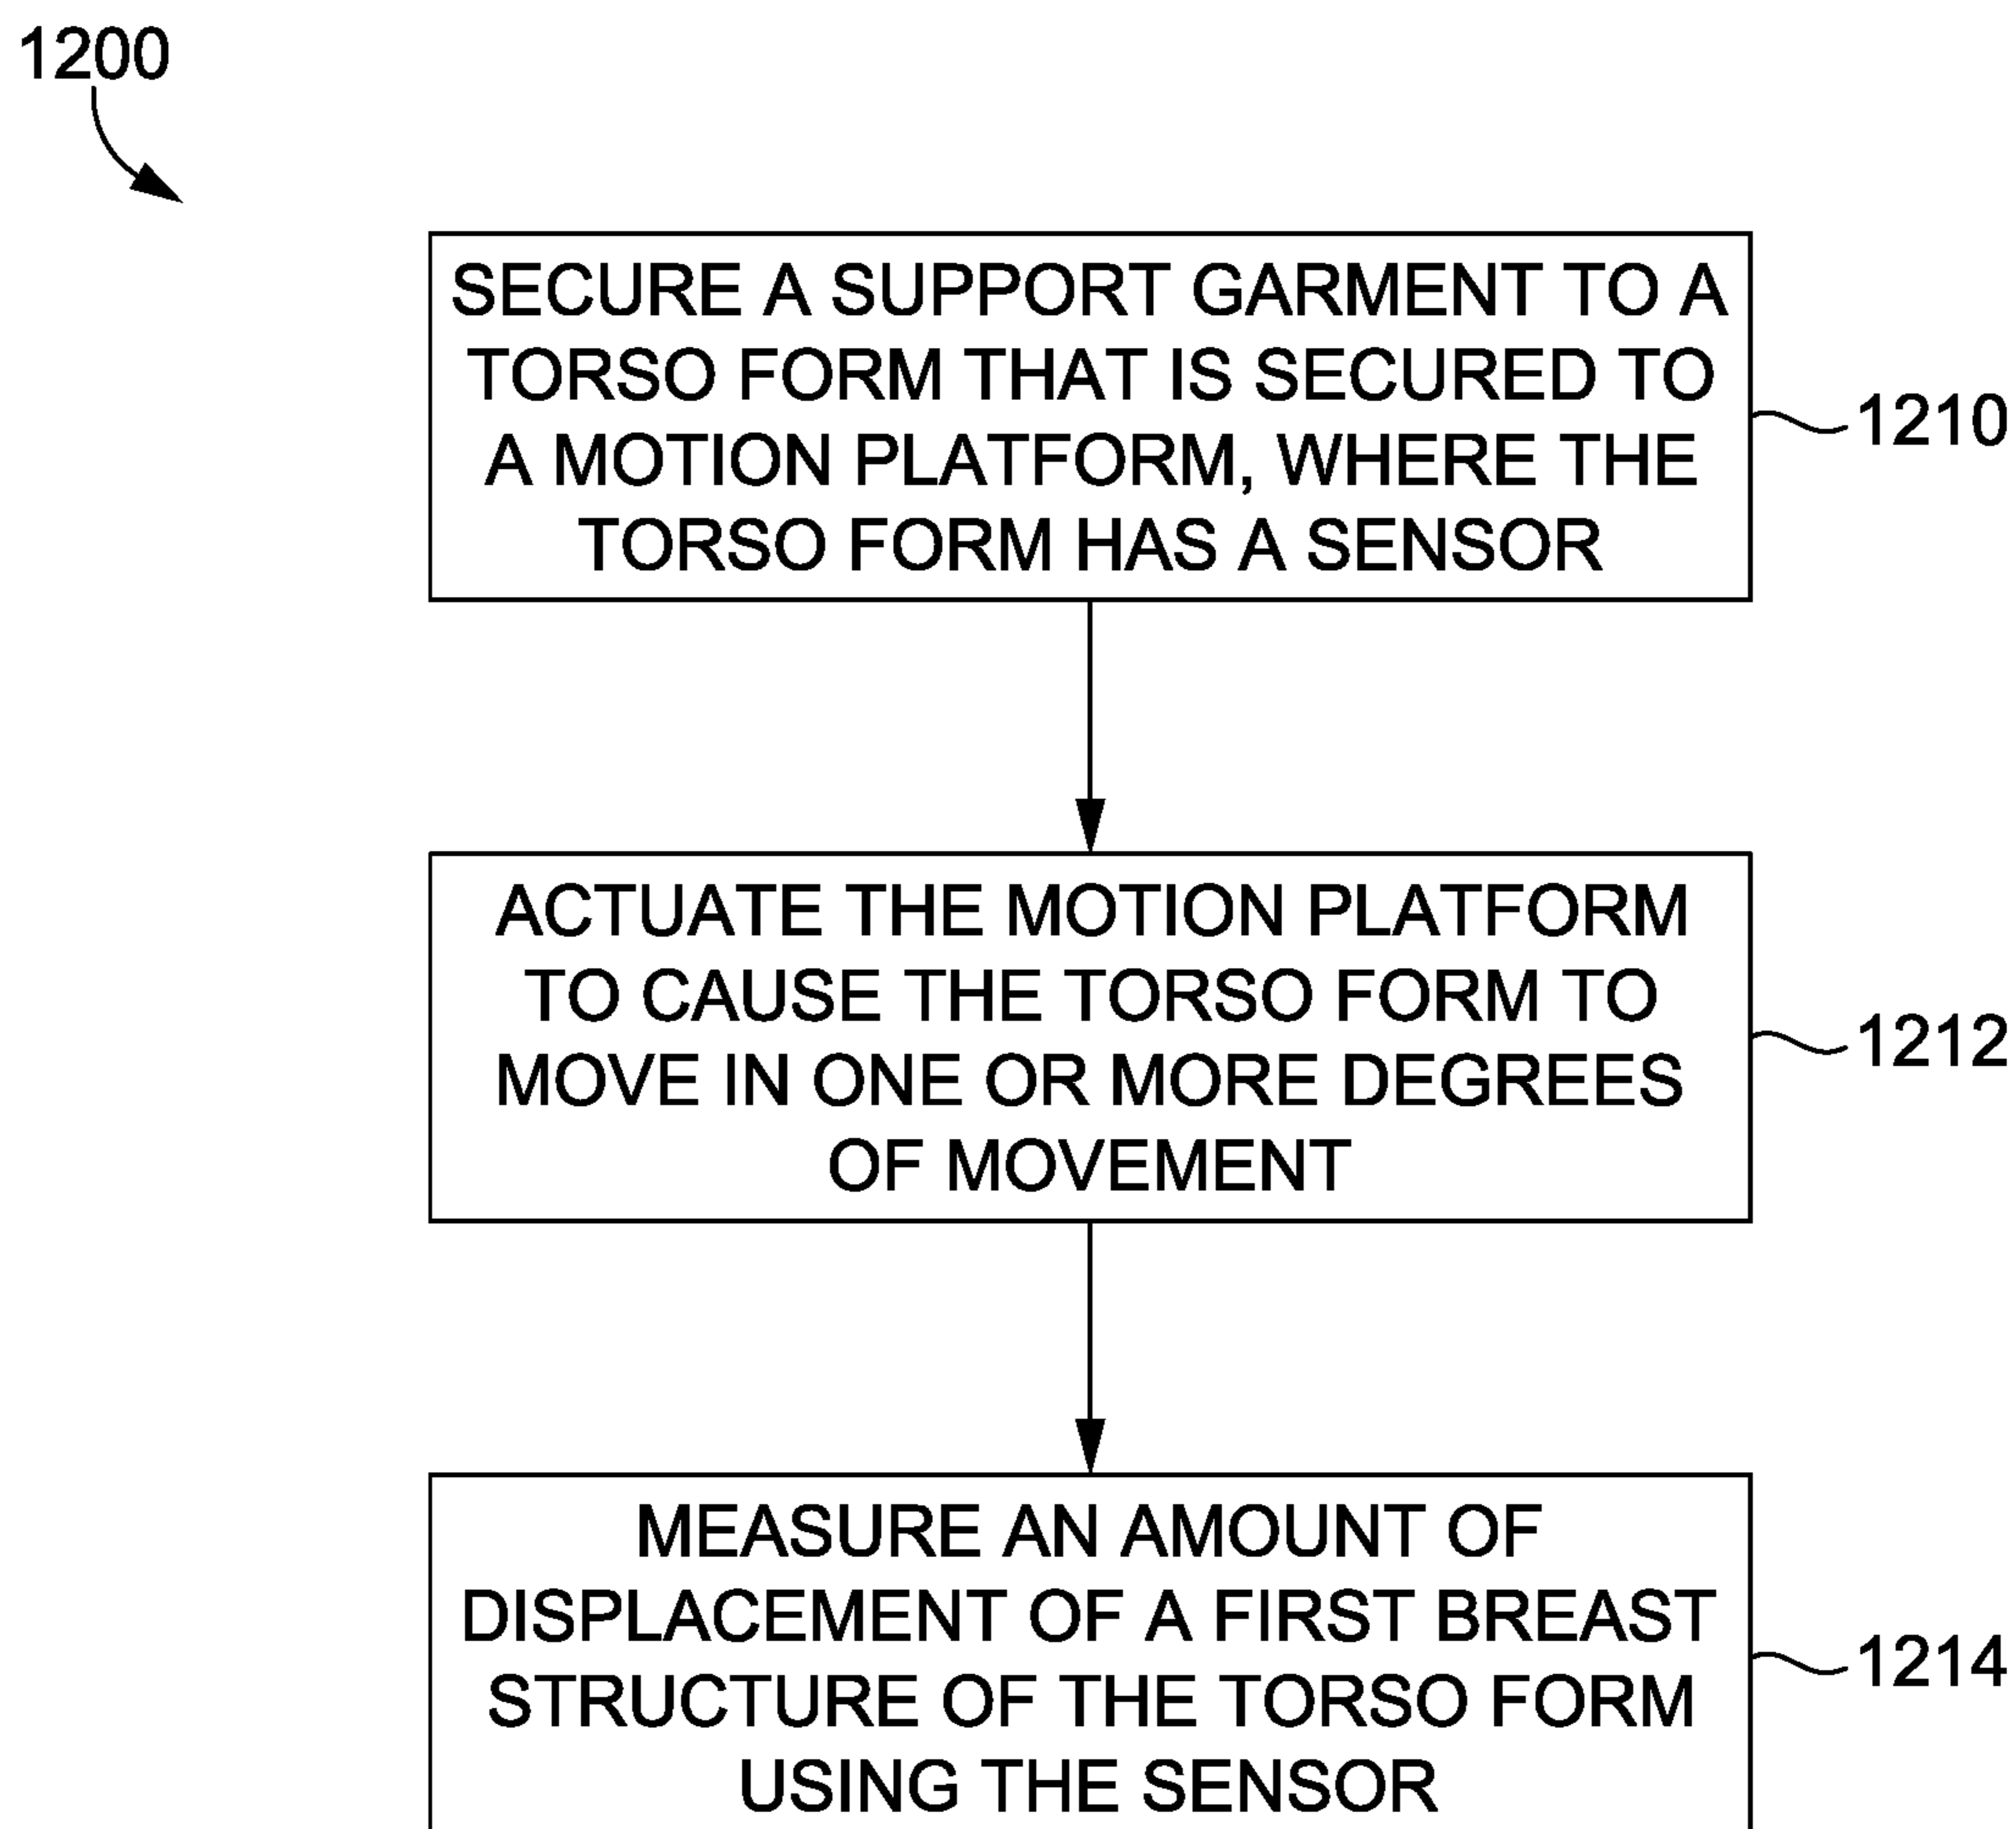 1200
SECURE A SUPPORT GARMENT TO A
TORSO FORM THAT IS SECURED TO
A MOTION PLATFORM, WHERE THE
TORSO FORM HAS A SENSOR
1210
ACTUATE THE MOTION PLATFORM
TO CAUSE THE TORSO FORM TO
MOVE IN ONE OR MORE DEGREES
OF MOVEMENT
1212
MEASURE AN AMOUNT OF
DISPLACEMENT OF A FIRST BREAST
STRUCTURE OF THE TORSO FORM
USING THE SENSOR
1214